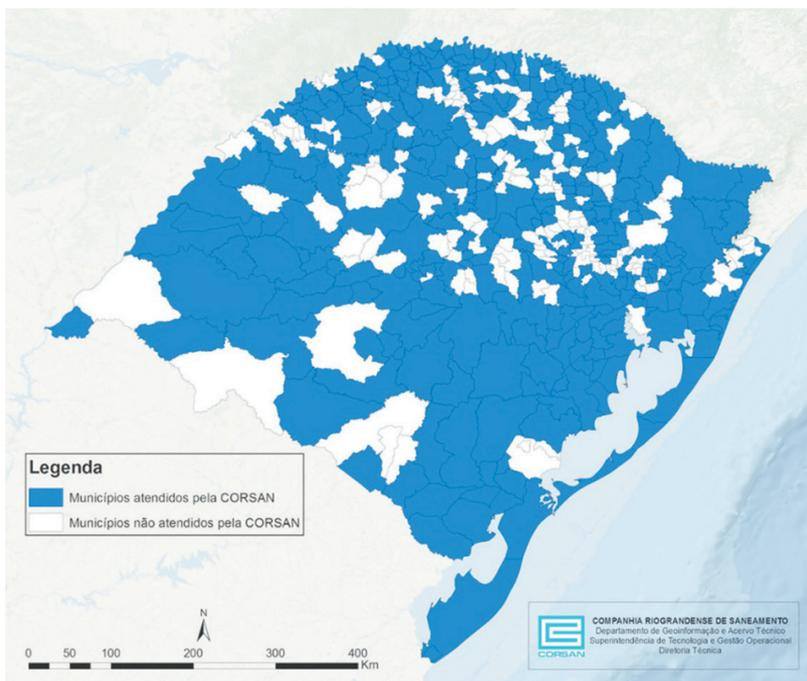 Legenda
Municípios atendidos pela CORSAN
Municípios não atendidos pela CORSAN
N
0 50 100 200 300 400
Km
CORSAN
COMPANHIA RIOGRANDENSE DE SANEAMENTO
Departamento de Geoinformação e Acervo Técnico
Superintendência de Tecnologia e Gestão Operacional
Diretoria Técnica